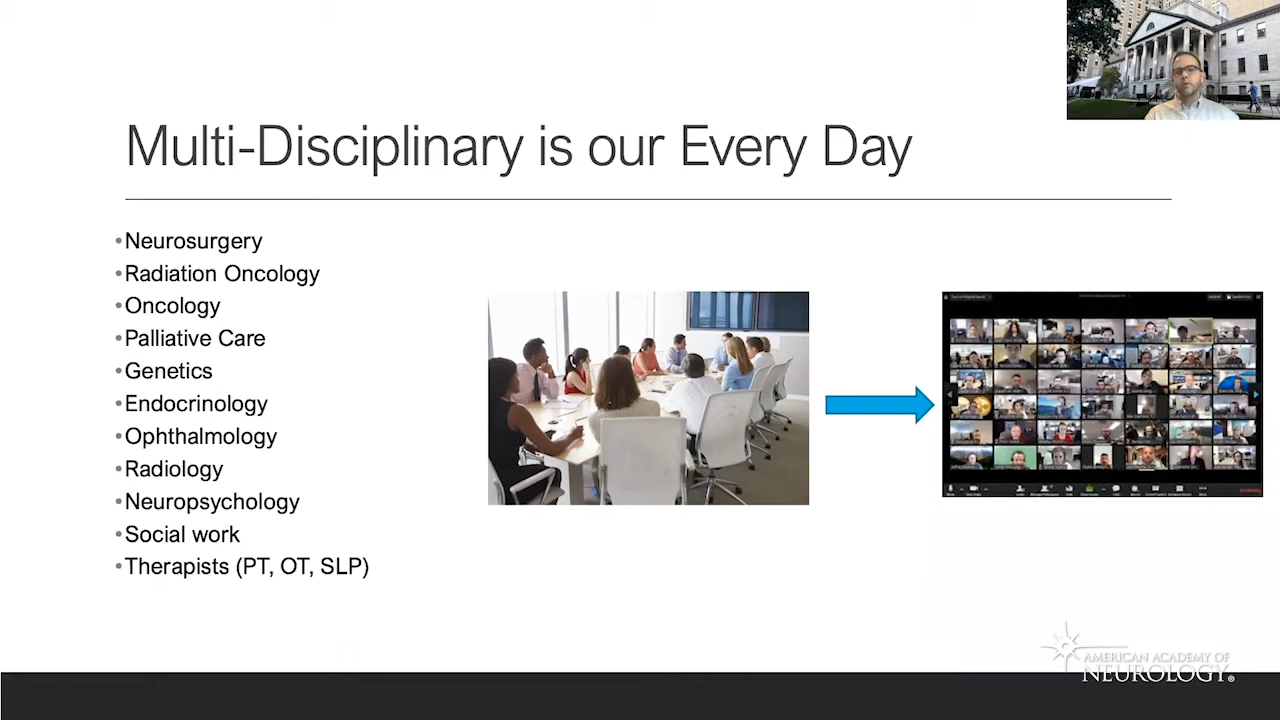 Multi-Disciplinary is our Every Day
•Neurosurgery
•Radiation Oncology
•Oncology
•Palliative Care
•Genetics
•Endocrinology
•Ophthalmology
•Radiology
•Neuropsychology
•Social work
•Therapists (PT, OT, SLP)
AMERICAN ACADEMY OF
NEUROLOGY®